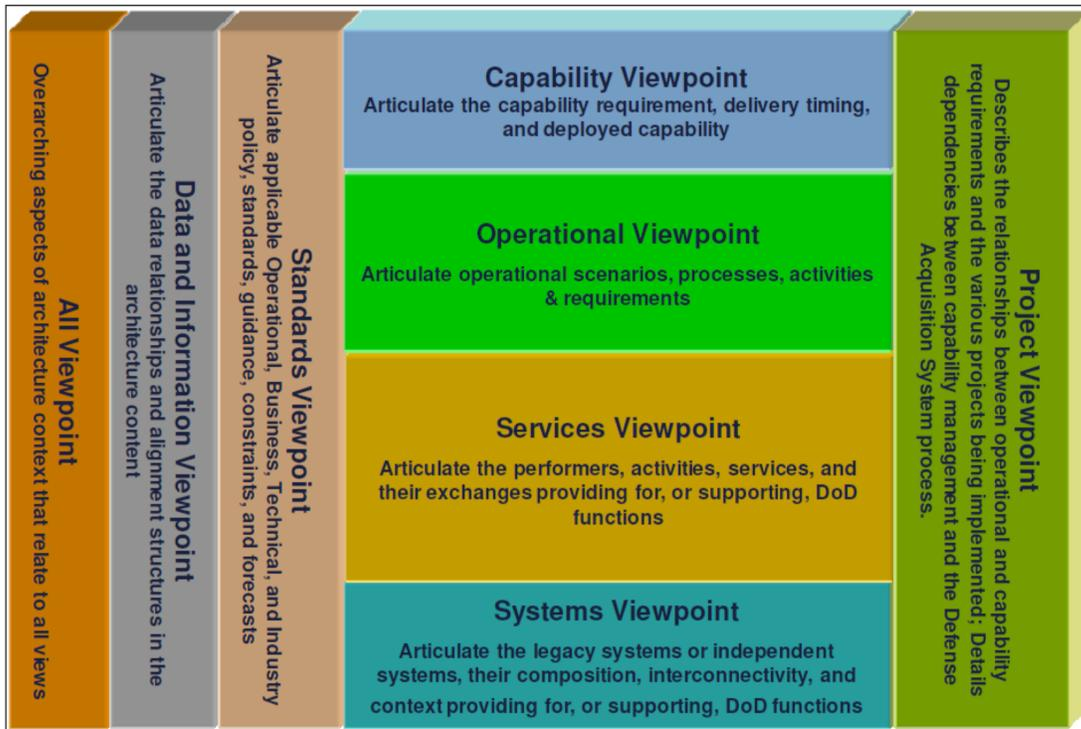 All Viewpoint
Overarching aspects of architecture context that relate to all views
Data and Information Viewpoint
Articulate the data relationships and alignment structures in the
architecture content
Standards Viewpoint
Articulate applicable Operational, Business, Technical, and Industry
policy, standards, guidance, constraints, and forecasts
Capability Viewpoint
Articulate the capability requirement, delivery timing,
and deployed capability
Operational Viewpoint
Articulate operational scenarios, processes, activities
& requirements
Services Viewpoint
Articulate the performers, activities, services, and
their exchanges providing for, or supporting, DoD
functions
Systems Viewpoint
Articulate the legacy systems or independent
systems, their composition, interconnectivity, and
context providing for, or supporting, DoD functions
Project Viewpoint
Describes the relationships between operational and capability
requirements and the various projects being implemented; Details
dependencies between capability management and the Defense
Acquisition System process.